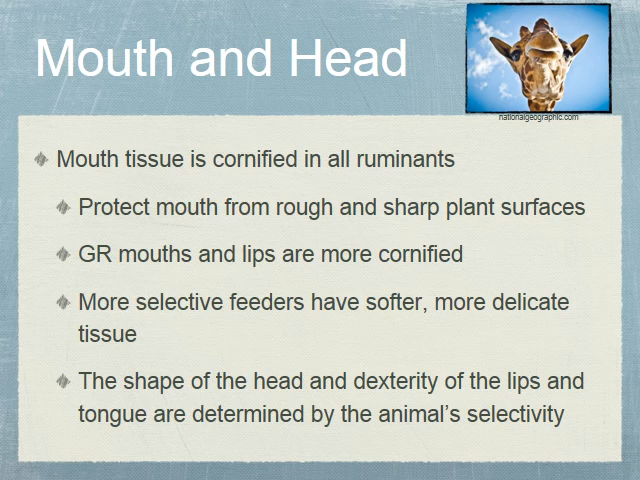 Mouth and Head
nationalgeographic.com
Mouth tissue is cornified in all ruminants
Protect mouth from rough and sharp plant surfaces
GR mouths and lips are more cornified
More selective feeders have softer, more delicate
tissue
The shape of the head and dexterity of the lips and
tongue are determined by the animal’s selectivity